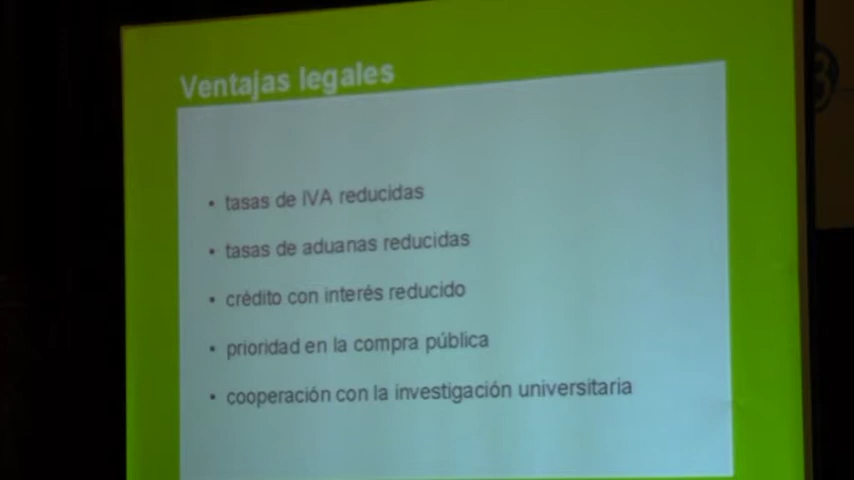 Ventajas legales
• tasas de IVA reducidas
• tasas de aduanas reducidas
• crédito con interés reducido
• prioridad en la compra pública
• cooperación con la investigación universitaria